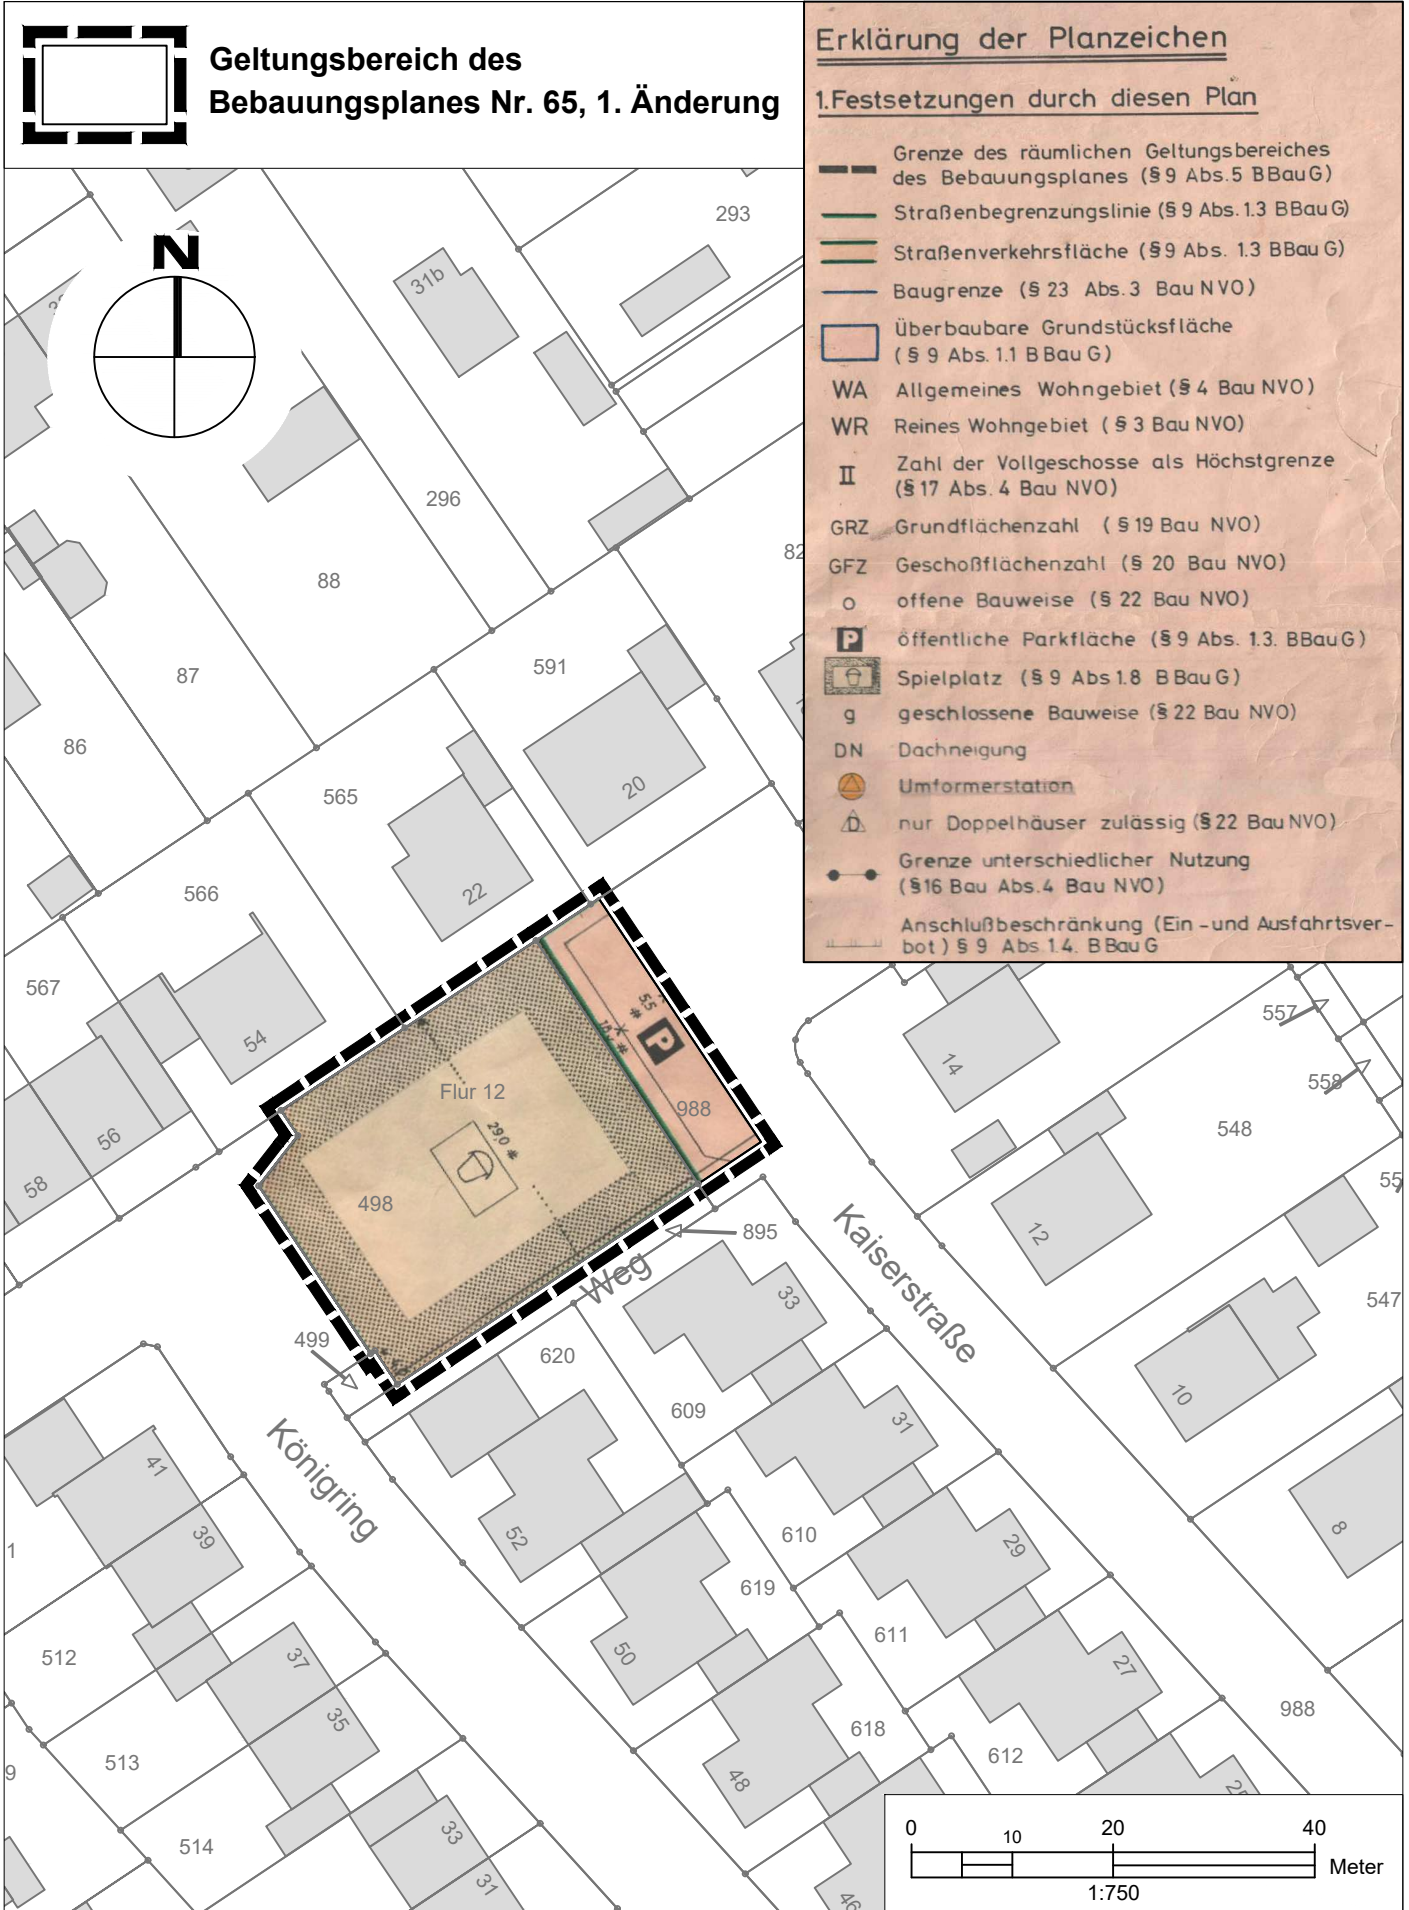 Geltungsbereich des
Bebauungsplanes Nr. 65, 1. Änderung
Erklärung der Planzeichen
1.Festsetzungen durch diesen Plan
Grenze des räumlichen Geltungsbereiches
des Bebauungsplanes (§ 9 Abs. 5 BBauG)
Straßenbegrenzungslinie (§ 9 Abs. 1.3 BBauG)
Straßenverkehrsfläche (§ 9 Abs. 1.3 BBauG)
Baugrenze (§ 23 Abs. 3 BauNVO)
Überbaubare Grundstücksfläche
(§ 9 Abs. 1.1 BBauG)
WA Allgemeines Wohngebiet (§ 4 BauNVO)
WR Reines Wohngebiet (§ 3 BauNVO)
II Zahl der Vollgeschosse als Höchstgrenze
(§ 17 Abs. 4 BauNVO)
GRZ Grundflächenzahl (§ 19 BauNVO)
GFZ Geschoßflächenzahl (§ 20 BauNVO)
o offene Bauweise (§ 22 BauNVO)
P öffentliche Parkfläche (§ 9 Abs. 1.3. BBauG)
Spielplatz (§ 9 Abs 1.8 BBauG)
g geschlossene Bauweise (§ 22 BauNVO)
DN Dachneigung
Umformerstation
D nur Doppelhäuser zulässig (§ 22 BauNVO)
Grenze unterschiedlicher Nutzung
(§ 16 Bau Abs. 4 BauNVO)
Anschlußbeschränkung (Ein- und Ausfahrtsver-
bot) § 9 Abs. 1.4. BBauG
N
293
31b
296
88
87
86
591
20
565
22
566
567
54
56
58
Flur 12
498
29,0
5,5
P
988
895
Weg
499
Kaiserstraße
Königring
14
12
10
8
557
558
548
547
620
609
610
619
611
618
612
33
31
29
27
52
50
48
46
41
39
37
35
33
31
512
513
514
988
0 10 20 40
Meter
1:750